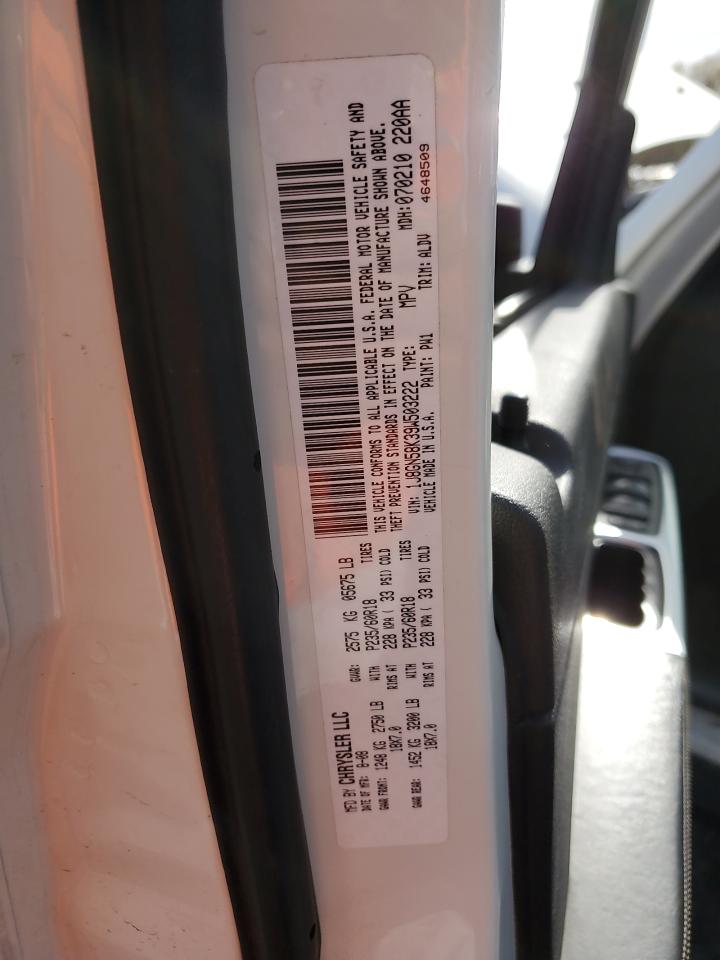 MFD BY CHRYSLER LLC
DATE OF MFR: 8-08 GVWR: 2575 KG 05675 LB
GAWR FRONT: 1248 KG 2750 LB WITH P235/60R18 TIRES
18X7.0 RIMS AT 228 KPA ( 33 PSI) COLD
GAWR REAR: 1452 KG 3200 LB WITH P235/60R18 TIRES
18X7.0 RIMS AT 228 KPA ( 33 PSI) COLD
THIS VEHICLE CONFORMS TO ALL APPLICABLE U.S.A. FEDERAL MOTOR VEHICLE SAFETY AND
THEFT PREVENTION STANDARDS IN EFFECT ON THE DATE OF MANUFACTURE SHOWN ABOVE.
VIN: 1J8GN58K39W503222 TYPE: MPV MDH:070210 220AA
VEHICLE MADE IN U.S.A. PAINT: PW1 TRIM: ALDV 4648509